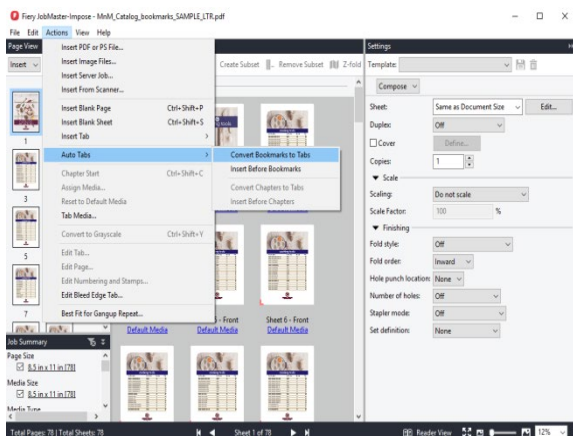 Fiery JobMaster-Impose - MnM_Catalog_bookmarks_SAMPLE_LTR.pdf
File Edit Actions View Help
Page View
Insert
Insert PDF or PS File...
Insert Image Files...
Insert Server Job...
Insert From Scanner...
Insert Blank Page Ctrl+Shift+P
Insert Blank Sheet Ctrl+Shift+S
Insert Tab
Auto Tabs
Chapter Start Ctrl+Shift+C
Assign Media...
Reset to Default Media
Tab Media...
Convert to Grayscale Ctrl+Shift+Y
Edit Tab...
Edit Page...
Edit Numbering and Stamps...
Edit Bleed Edge Tab...
Best Fit for Gangup Repeat...
Convert Bookmarks to Tabs
Insert Before Bookmarks
Convert Chapters to Tabs
Insert Before Chapters
Create Subset Remove Subset Z-fold
1
3
5
7
5 - Front Sheet 6 - Front
Default Media Default Media Default Media
Job Summary
Page Size
8.5 in x 11 in [78]
Media Size
8.5 in x 11 in [78]
Media Type
Settings
Template:
Compose
Sheet: Same as Document Size Edit...
Duplex: Off
Cover Define...
Copies: 1
Scale
Scaling: Do not scale
Scale Factor: 100 %
Finishing
Fold style: Off
Fold order: Inward
Hole punch location: None
Number of holes: Off
Stapler mode: Off
Set definition: None
Total Pages: 78 | Total Sheets: 78 Sheet 1 of 78 Reader View 12%